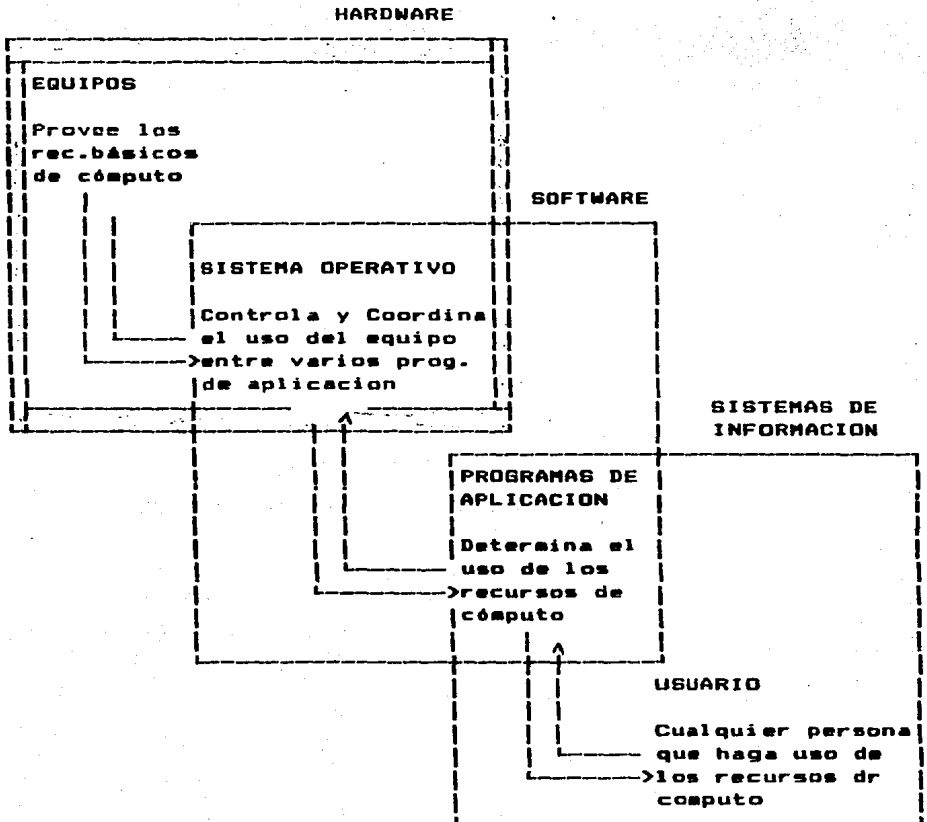 HARDWARE
EQUIPOS
Provee los
rec.básicos
de cómputo
SOFTWARE
SISTEMA OPERATIVO
Controla y Coordina
el uso del equipo
entre varios prog.
de aplicacion
SISTEMAS DE
INFORMACION
PROGRAMAS DE
APLICACION
Determina el
uso de los
recursos de
cómputo
USUARIO
Cualquier persona
que haga uso de
los recursos dr
computo